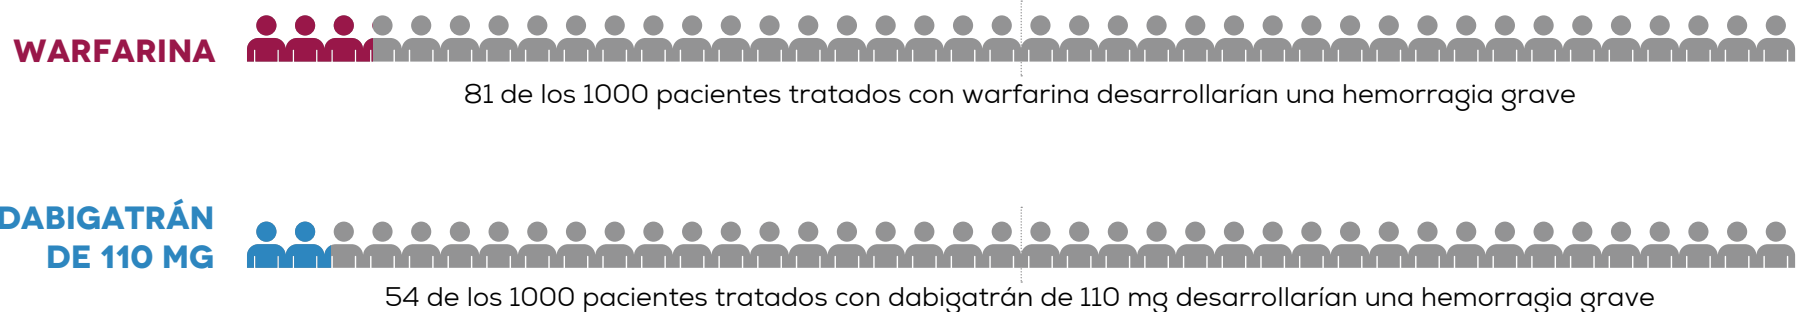 WARFARINA
81 de los 1000 pacientes tratados con warfarina desarrollarían una hemorragia grave
DABIGATRÁN
DE 110 MG
54 de los 1000 pacientes tratados con dabigatrán de 110 mg desarrollarían una hemorragia grave